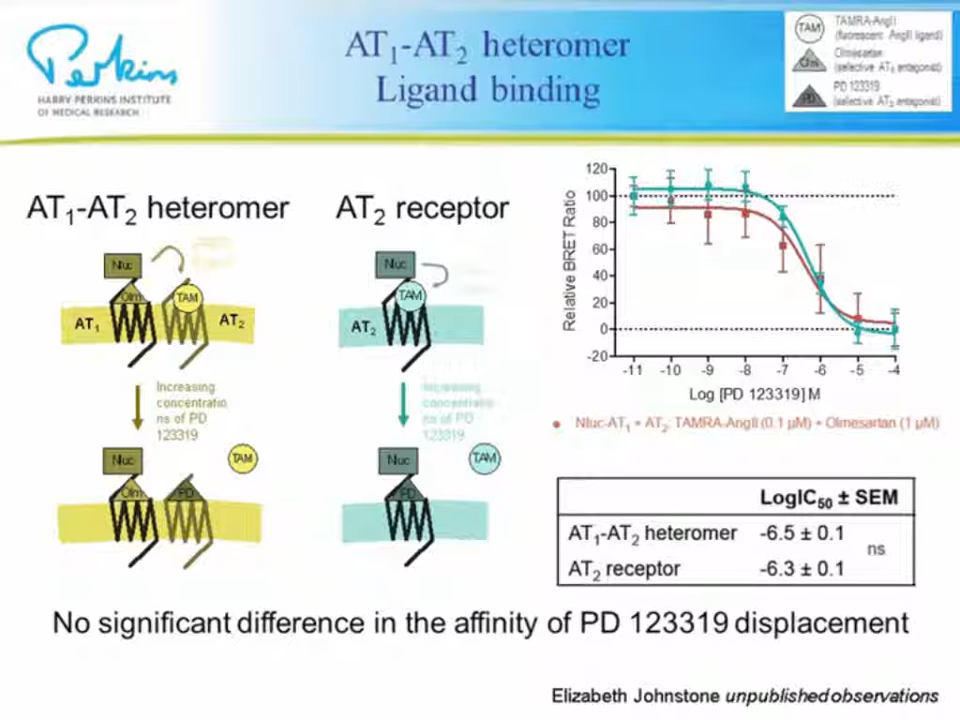 Perkins
HARRY PERKINS INSTITUTE
OF MEDICAL RESEARCH
AT₁-AT₂ heteromer
Ligand binding
TAM
TAMRA-AngII
(fluorescent AngII ligand)
Olm
Olmesartan
(selective AT₁ antagonist)
PD
PD 123319
(selective AT₂ antagonist)
AT₁-AT₂ heteromer
Nluc
Olm
TAM
AT₁
AT₂
Increasing
concentratio
ns of PD
123319
Nluc
TAM
Olm
PD
AT₂ receptor
Nluc
TAM
AT₂
Increasing
concentratio
ns of PD
123319
Nluc
TAM
PD
Relative BRET Ratio
120
100
80
60
40
20
0
-20
-11 -10 -9 -8 -7 -6 -5 -4
Log [PD 123319] M
Nluc-AT₁ + AT₂: TAMRA-AngII (0.1 µM) + Olmesartan (1 µM)
LogIC₅₀ ± SEM
AT₁-AT₂ heteromer -6.5 ± 0.1
ns
AT₂ receptor -6.3 ± 0.1
No significant difference in the affinity of PD 123319 displacement
Elizabeth Johnstone unpublished observations